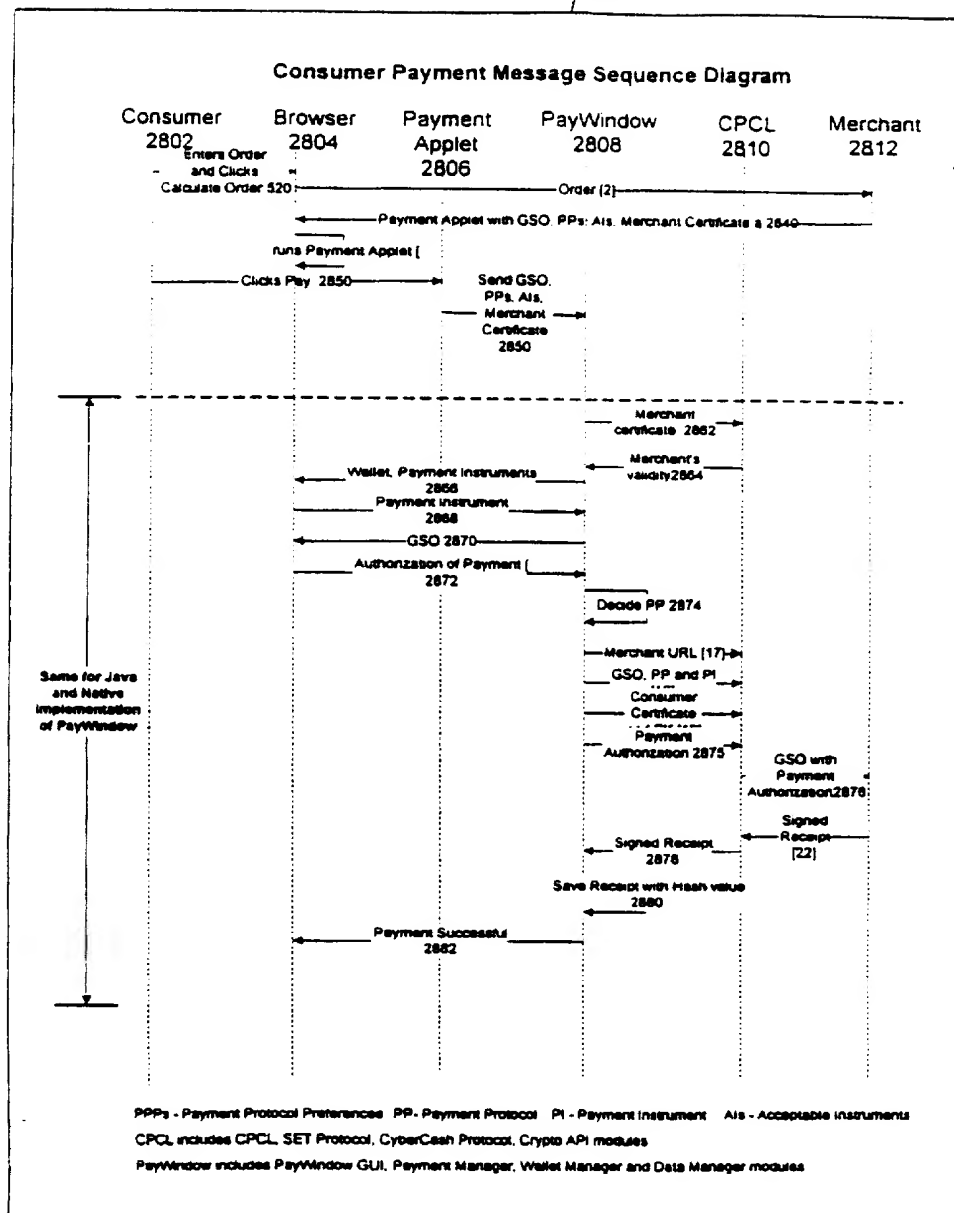 Consumer Payment Message Sequence Diagram
Consumer
2802
Browser
2804
Payment
Applet
2806
PayWindow
2808
CPCL
2810
Merchant
2812
Enters Order
and Clicks
Calculate Order 520
Order [2]
Payment Applet with GSO, PPs, AIs, Merchant Certificate a 2840
runs Payment Applet [
Clicks Pay 2850
Send GSO,
PPs, AIs,
Merchant
Certificate
2850
Merchant
certificate 2862
Merchant's
validity2864
Wallet, Payment Instruments
2866
Payment Instrument
2868
GSO 2870
Authorization of Payment [
2872
Decide PP 2874
Merchant URL [17]
GSO, PP and PI
Consumer
Certificate
Payment
Authorization 2875
GSO with
Payment
Authorization2876
Signed
Receipt
[22]
Signed Receipt
2878
Save Receipt with Hash value
2880
Payment Successful
2882
Same for Java
and Native
Implementation
of PayWindow
PPPs - Payment Protocol Preferences PP- Payment Protocol PI - Payment Instrument AIs - Acceptable Instruments
CPCL includes CPCL, SET Protocol, CyberCash Protocol, Crypto API modules
PayWindow includes PayWindow GUI, Payment Manager, Wallet Manager and Data Manager modules